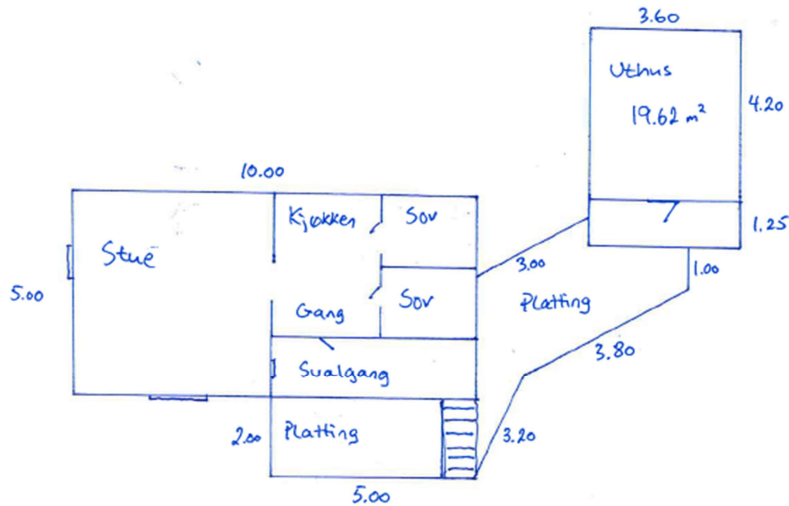 3.60
Uthus
19.62 m²
4.20
1.25
1.00
10.00
Kjøkken
Sov
Stue
5.00
Gang
Sov
3.00
Platting
3.80
Svalgang
2.00
Platting
3.20
5.00